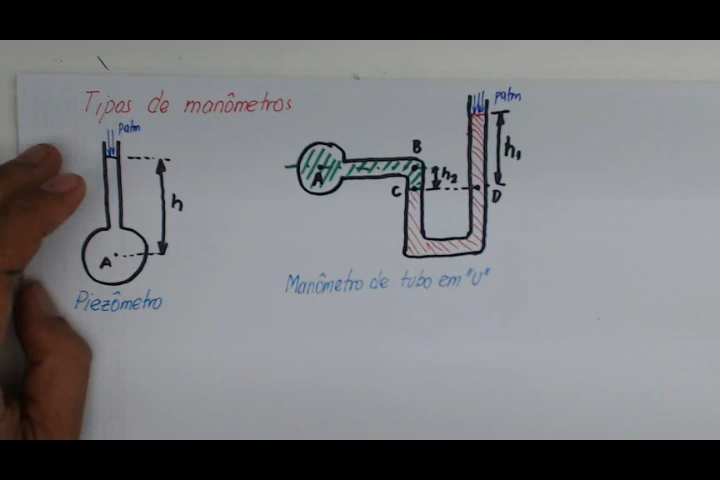 Tipos de manômetros
patm
h
A
Piezômetro
patm
B
h₁
h₂
A
C
D
Manômetro de tubo em "U"